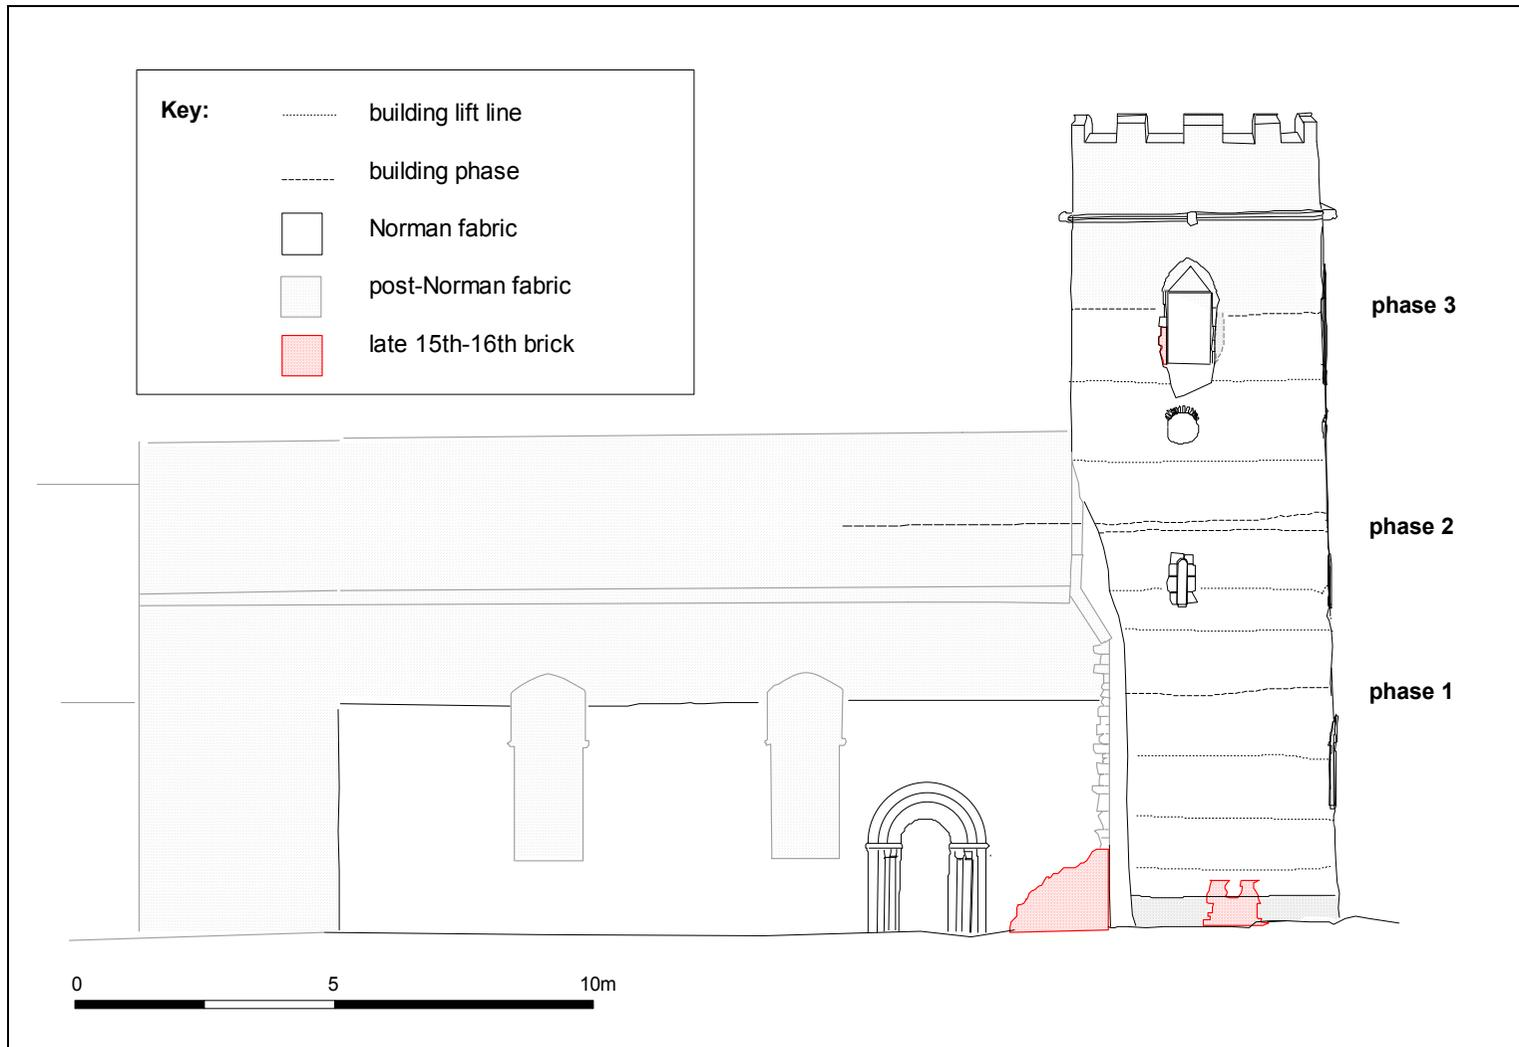 Key:
building lift line
building phase
Norman fabric
post-Norman fabric
late 15th-16th brick
phase 3
phase 2
phase 1
0 5 10m